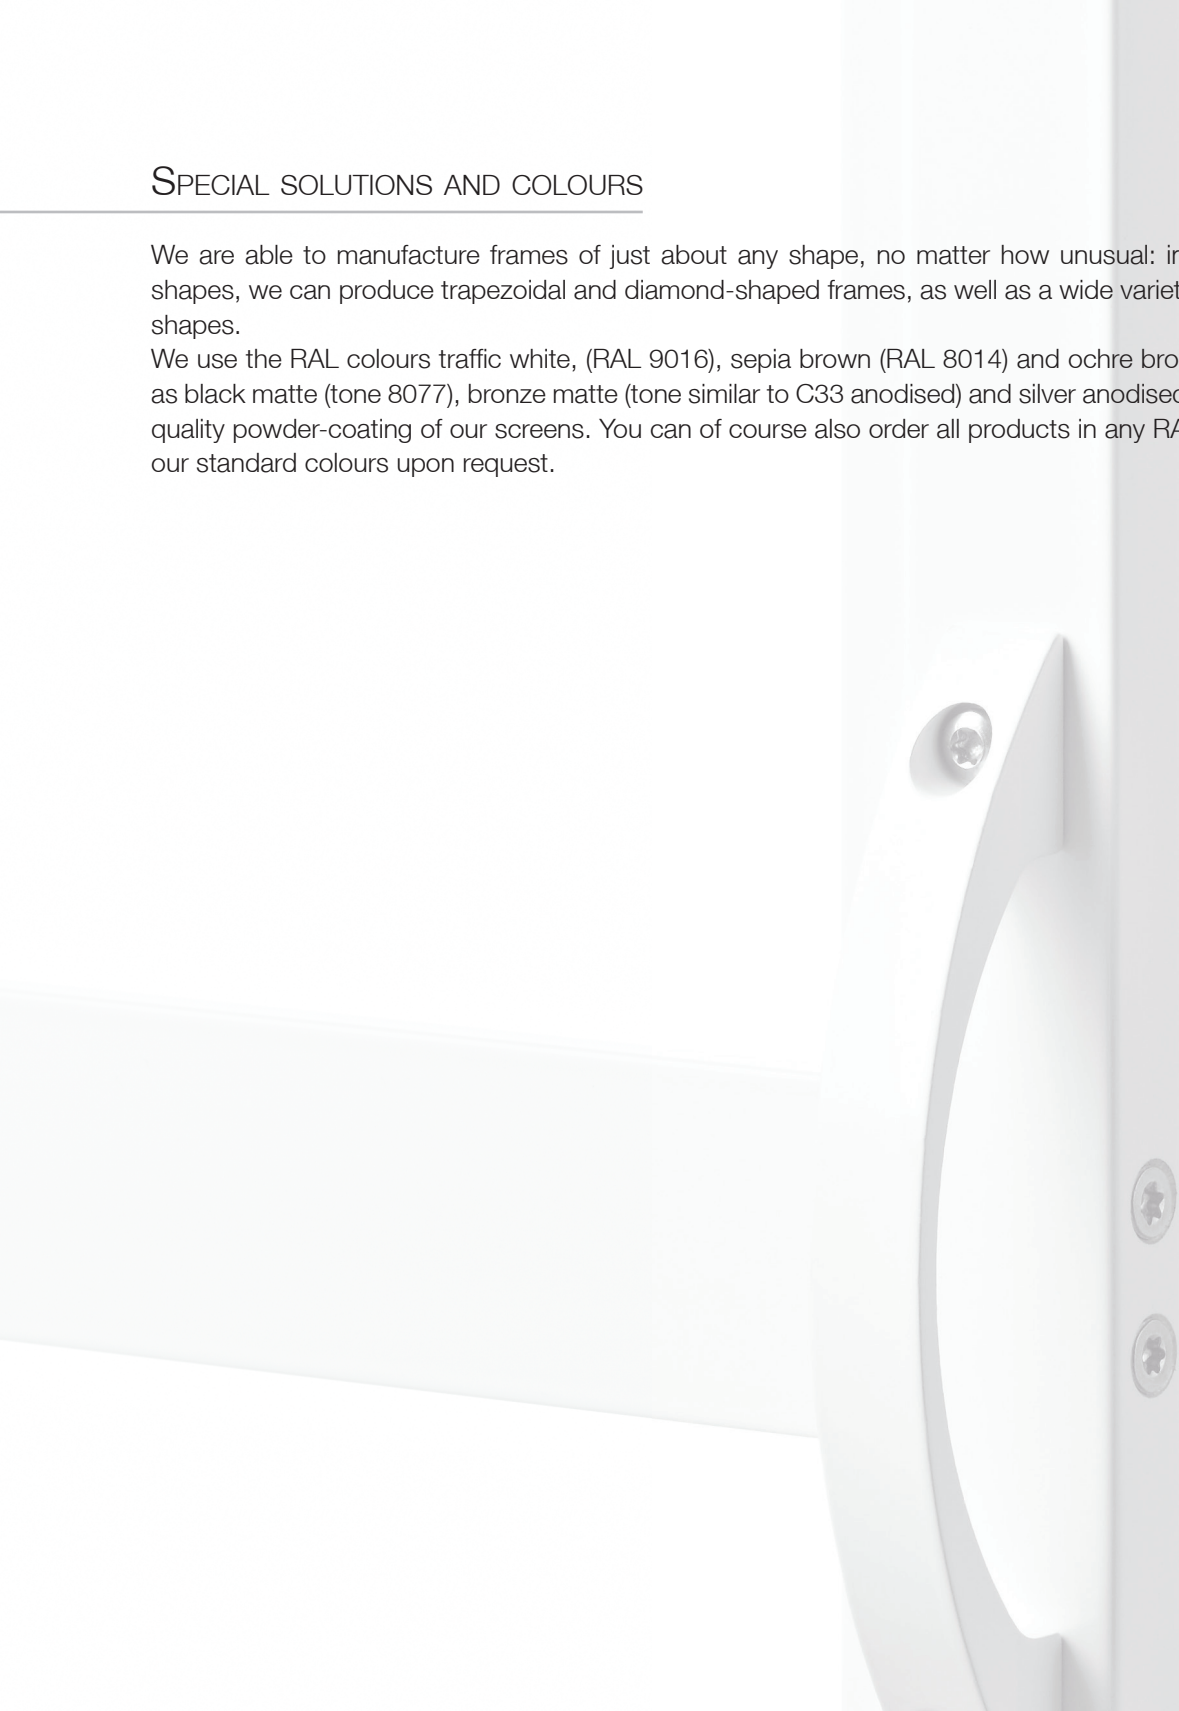 Special solutions and colours
We are able to manufacture frames of just about any shape, no matter how unusual:
shapes, we can produce trapezoidal and diamond-shaped frames, as well as a wide
shapes.
We use the RAL colours traffic white, (RAL 9016), sepia brown (RAL 8014) and ochre
as black matte (tone 8077), bronze matte (tone similar to C33 anodised) and silver anodised
quality powder-coating of our screens. You can of course also order all products in any
our standard colours upon request.